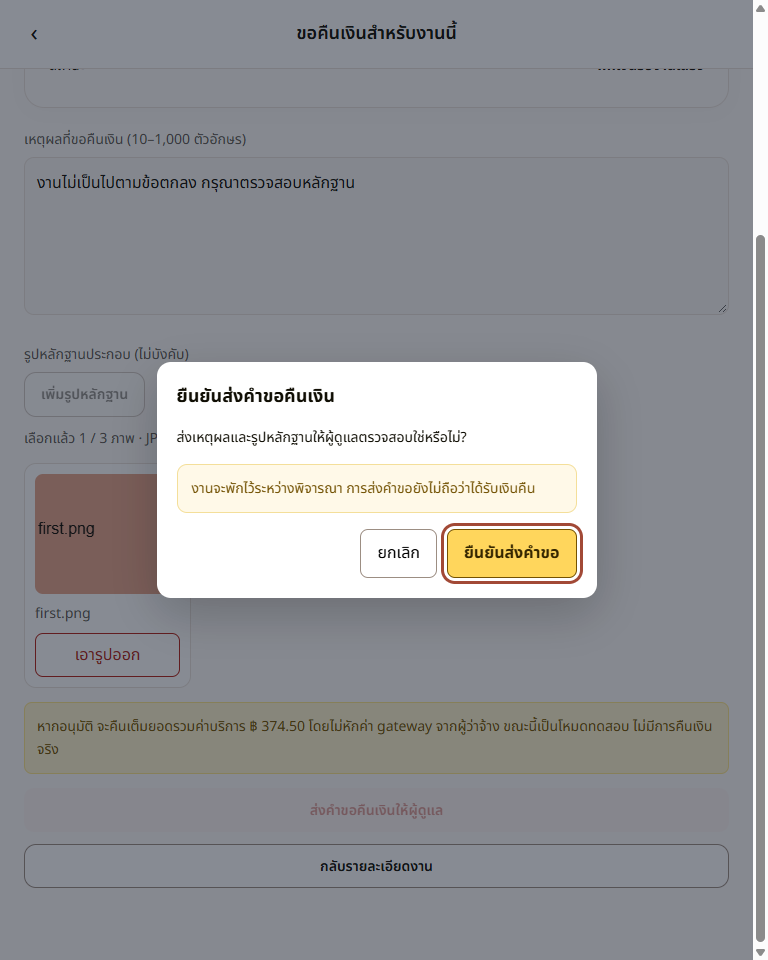 ขอคืนเงินสำหรับงานนี้
เหตุผลที่ขอคืนเงิน (10–1,000 ตัวอักษร)
งานไม่เป็นไปตามข้อตกลง กรุณาตรวจสอบหลักฐาน
รูปหลักฐานประกอบ (ไม่บังคับ)
เพิ่มรูปหลักฐาน
เลือกแล้ว 1 / 3 ภาพ · JP
ยืนยันส่งคำขอคืนเงิน
ส่งเหตุผลและรูปหลักฐานให้ผู้ดูแลตรวจสอบใช่หรือไม่?
งานจะพักไว้ระหว่างพิจารณา การส่งคำขอยังไม่ถือว่าได้รับเงินคืน
ยกเลิก
ยืนยันส่งคำขอ
first.png
first.png
เอารูปออก
หากอนุมัติ จะคืนเต็มยอดรวมค่าบริการ ฿ 374.50 โดยไม่หักค่า gateway จากผู้ว่าจ้าง ขณะนี้เป็นโหมดทดสอบ ไม่มีการคืนเงิน
จริง
ส่งคำขอคืนเงินให้ผู้ดูแล
กลับรายละเอียดงาน